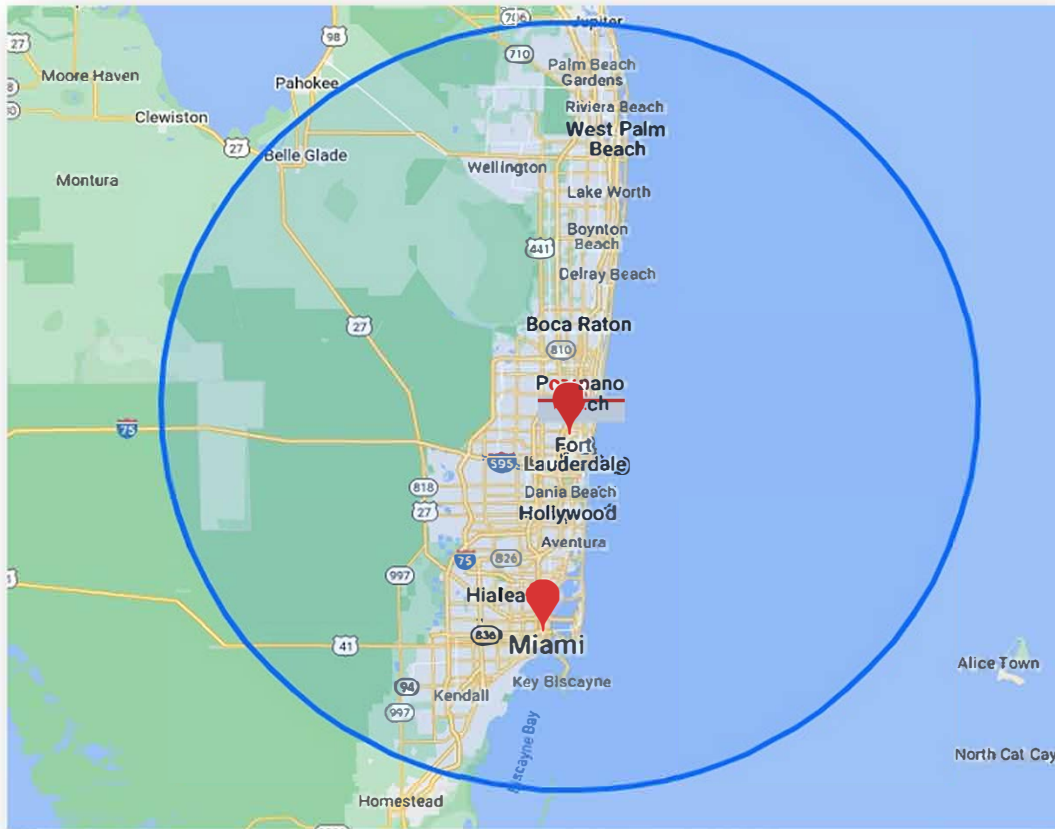 706
Jupiter
27
98
710
Palm Beach
Gardens
Moore Haven
Pahokee
Riviera Beach
Clewiston
West Palm
Beach
27
Belle Glade
Wellington
Montura
Lake Worth
Boynton
Beach
441
Delray Beach
27
Boca Raton
810
75
Fort
Lauderdale
595
818
Dania Beach
27
Hollywood
Aventura
75
826
997
Hialea
836
Miami
41
Alice Town
Key Biscayne
94
Kendall
997
Biscayne Bay
North Cat Cay
Homestead